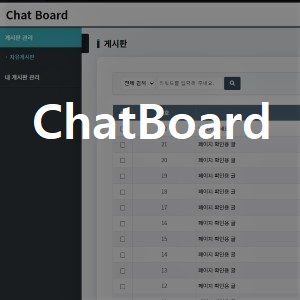 Chat Board
게시판 관리
- 자유게시판
내 게시판 관리
게시판
전체 검색
키워드를 입력해 주세요.
ChatBoard
21 페이지 확인용 글
20 페이지 확인용 글
19 페이지 확인용 글
18 페이지 확인용 글
17 페이지 확인용 글
16 페이지 확인용 글
15 페이지 확인용 글
14 페이지 확인용 글
13 페이지 확인용 글
12 페이지 확인용 글